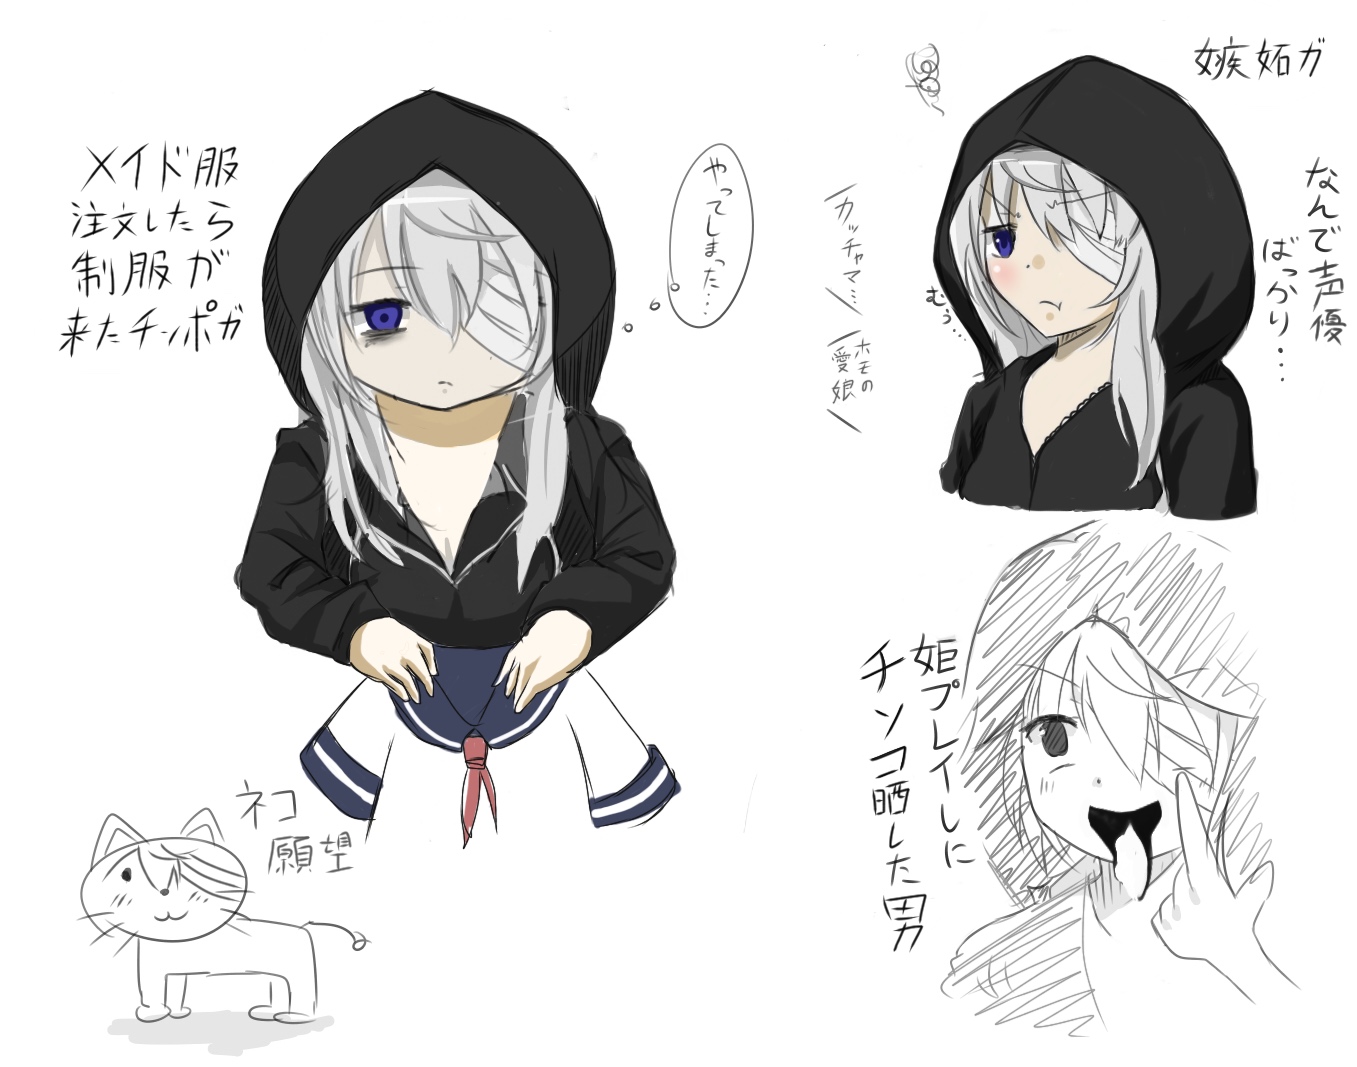 メイド服
注文したら
制服が
来たチンポガ
やってしまった…
嫉妬ガ
なんで声優
ばっかり…
むぅ…
カッチャマ…
ホモの
愛娘
姫プレイしに
チンコ晒した男
ネコ
願望